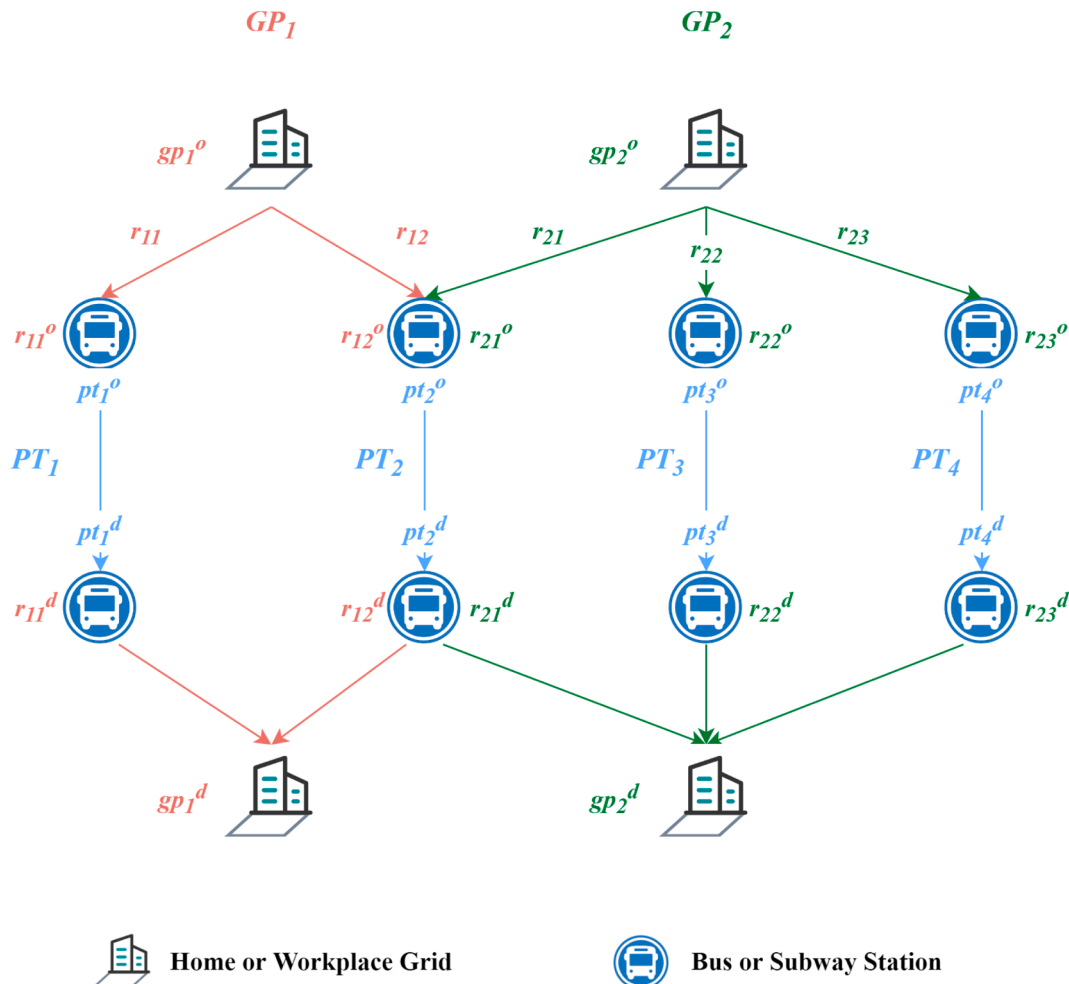 GP₁ GP₂
gp₁ᵒ gp₂ᵒ
r₁₁ r₁₂ r₂₁ r₂₂ r₂₃
r₁₁ᵒ r₁₂ᵒ r₂₁ᵒ r₂₂ᵒ r₂₃ᵒ
pt₁ᵒ pt₂ᵒ pt₃ᵒ pt₄ᵒ
PT₁ PT₂ PT₃ PT₄
pt₁ᵈ pt₂ᵈ pt₃ᵈ pt₄ᵈ
r₁₁ᵈ r₁₂ᵈ r₂₁ᵈ r₂₂ᵈ r₂₃ᵈ
gp₁ᵈ gp₂ᵈ
Home or Workplace Grid Bus or Subway Station